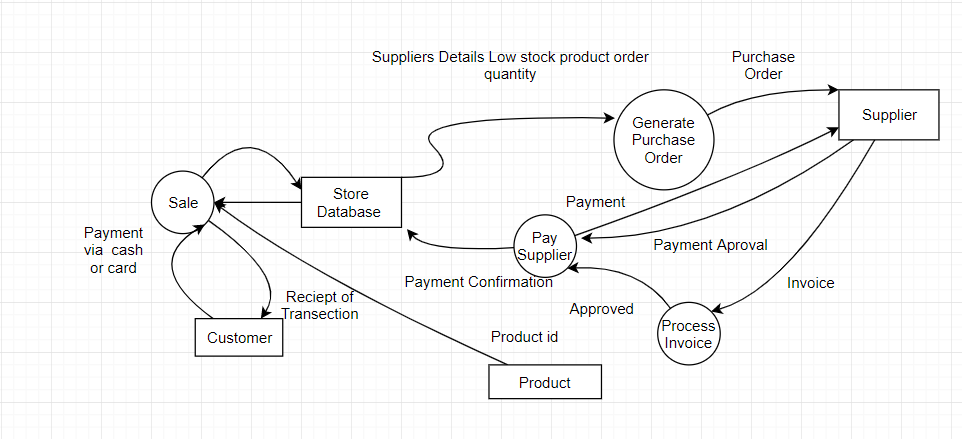 Suppliers Details Low stock product order
quantity
Purchase
Order
Supplier
Generate
Purchase
Order
Sale
Store
Database
Payment
Payment
via cash
or card
Pay
Supplier
Payment Aproval
Payment Confirmation
Invoice
Reciept of
Transection
Approved
Customer
Process
Invoice
Product id
Product